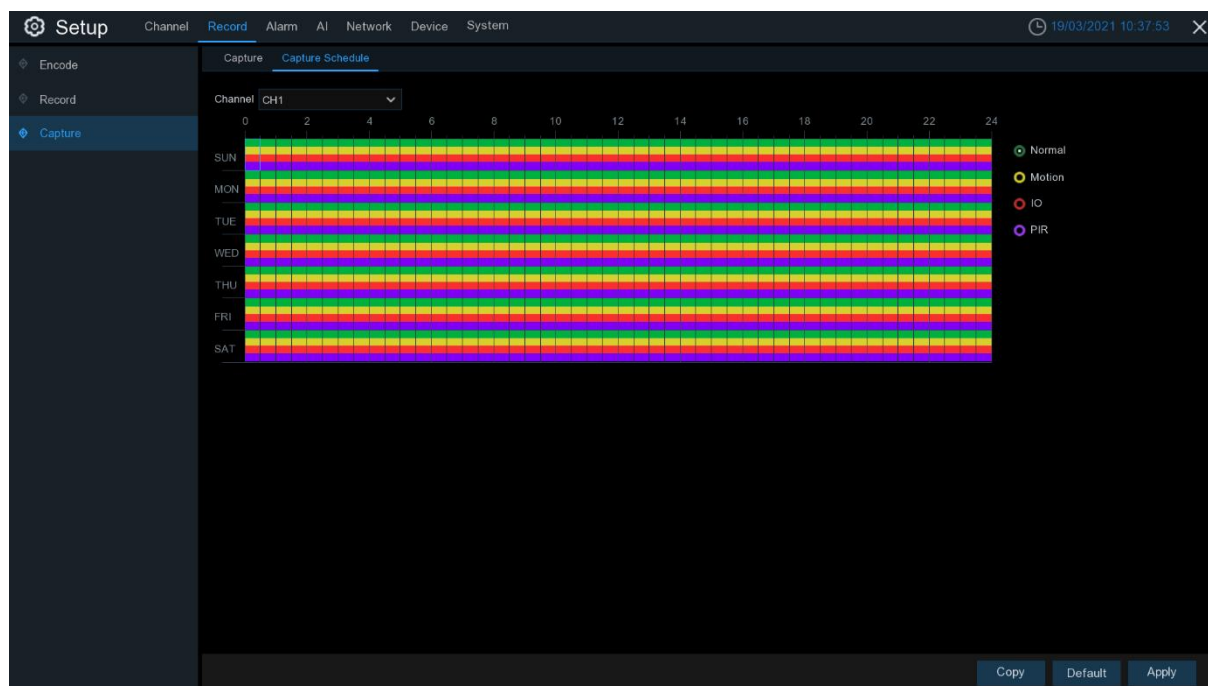 Setup Channel Record Alarm AI Network Device System 19/03/2021 10:37:53
Encode
Record
Capture
Capture Capture Schedule
Channel CH1
0 2 4 6 8 10 12 14 16 18 20 22 24
SUN
MON
TUE
WED
THU
FRI
SAT
Normal
Motion
IO
PIR
Copy Default Apply